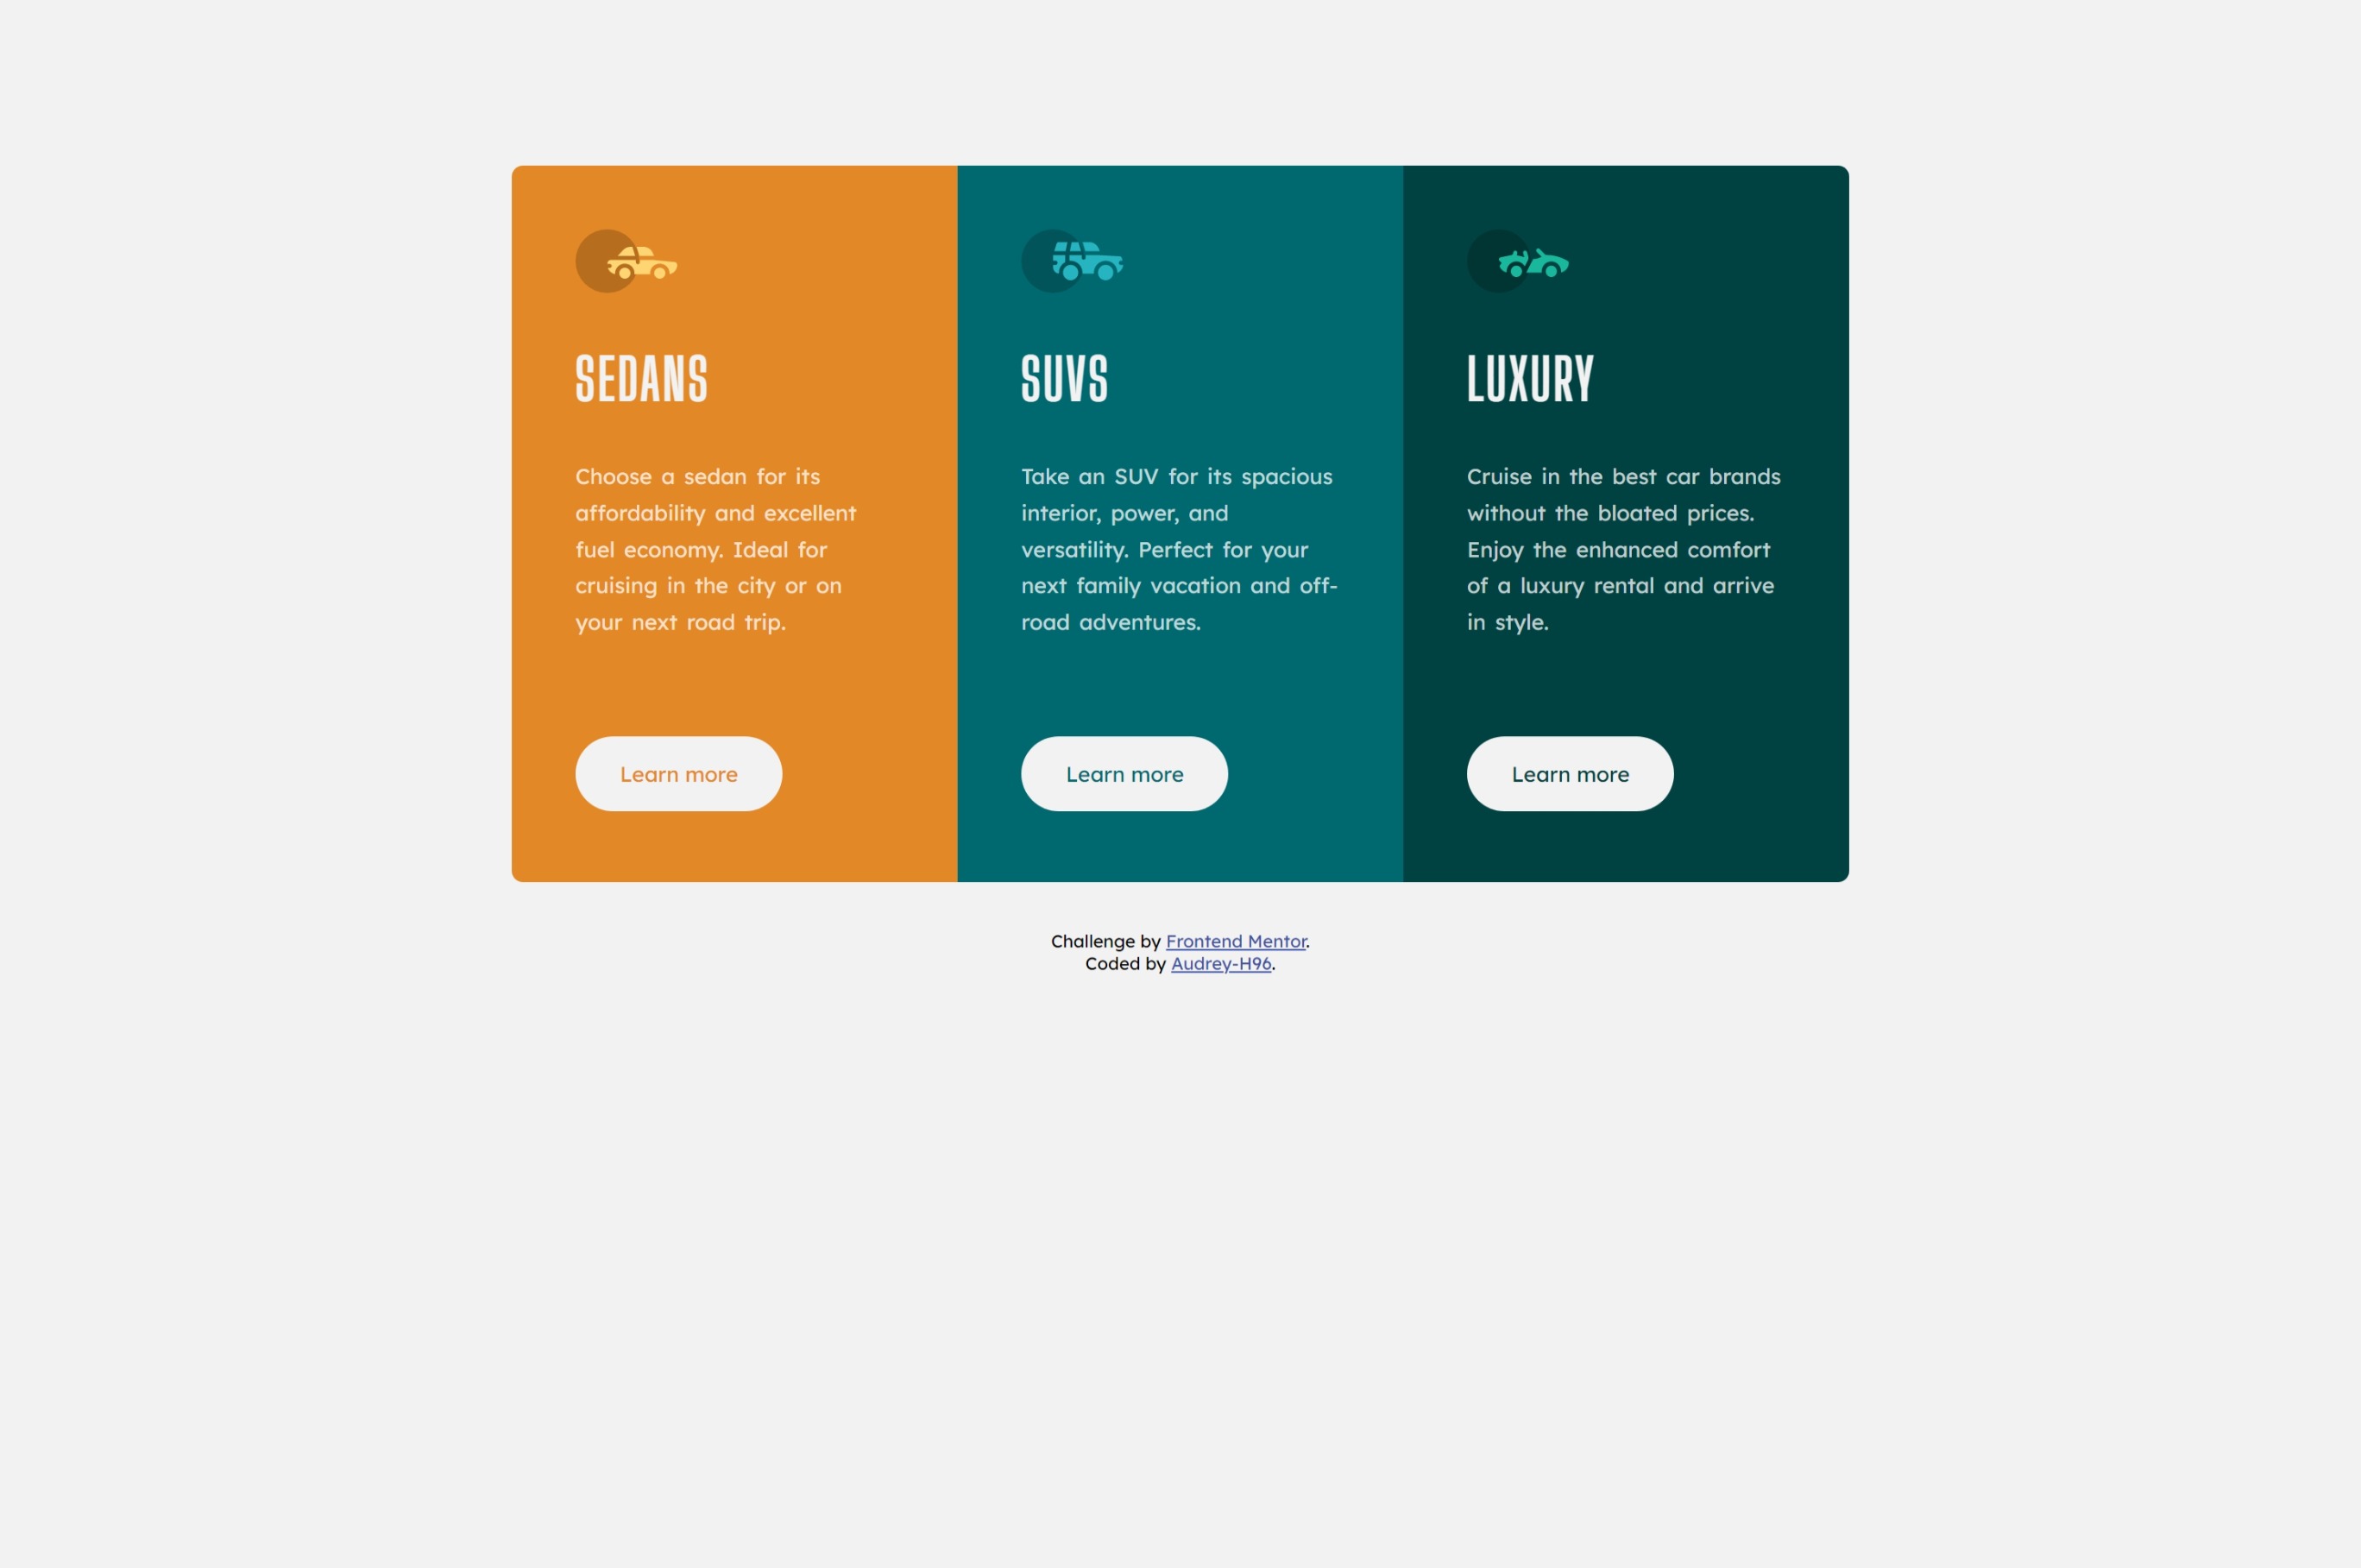 SEDANS
Choose a sedan for its
affordability and excellent
fuel economy. Ideal for
cruising in the city or on
your next road trip.
Learn more
SUVS
Take an SUV for its spacious
interior, power, and
versatility. Perfect for your
next family vacation and off-
road adventures.
Learn more
LUXURY
Cruise in the best car brands
without the bloated prices.
Enjoy the enhanced comfort
of a luxury rental and arrive
in style.
Learn more
Challenge by Frontend Mentor.
Coded by Audrey-H96.